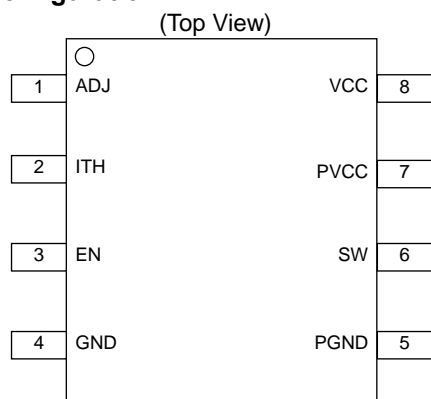 (Top View)
1 ADJ VCC 8
2 ITH PVCC 7
3 EN SW 6
4 GND PGND 5